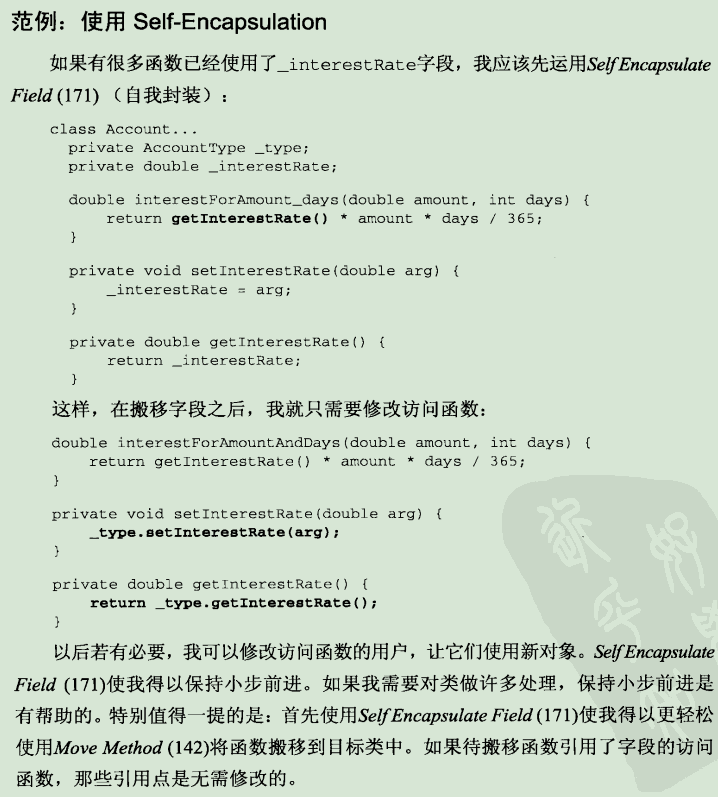 范例：使用 Self-Encapsulation
如果有很多函数已经使用了_interestRate字段，我应该先运用Self Encapsulate
Field (171) （自我封装）：
class Account...
private AccountType _type;
private double _interestRate;
double interestForAmount_days(double amount, int days) {
return getInterestRate() * amount * days / 365;
}
private void setInterestRate(double arg) {
_interestRate = arg;
}
private double getInterestRate() {
return _interestRate;
}
这样，在搬移字段之后，我就只需要修改访问函数：
double interestForAmountAndDays(double amount, int days) {
return getInterestRate() * amount * days / 365;
}
private void setInterestRate(double arg) {
_type.setInterestRate(arg);
}
private double getInterestRate() {
return _type.getInterestRate();
}
以后若有必要，我可以修改访问函数的用户，让它们使用新对象。Self Encapsulate
Field (171)使我得以保持小步前进。如果我需要对类做许多处理，保持小步前进是
有帮助的。特别值得一提的是：首先使用Self Encapsulate Field (171)使我得以更轻松
使用Move Method (142)将函数搬移到目标类中。如果待搬移函数引用了字段的访问
函数，那些引用点是无需修改的。